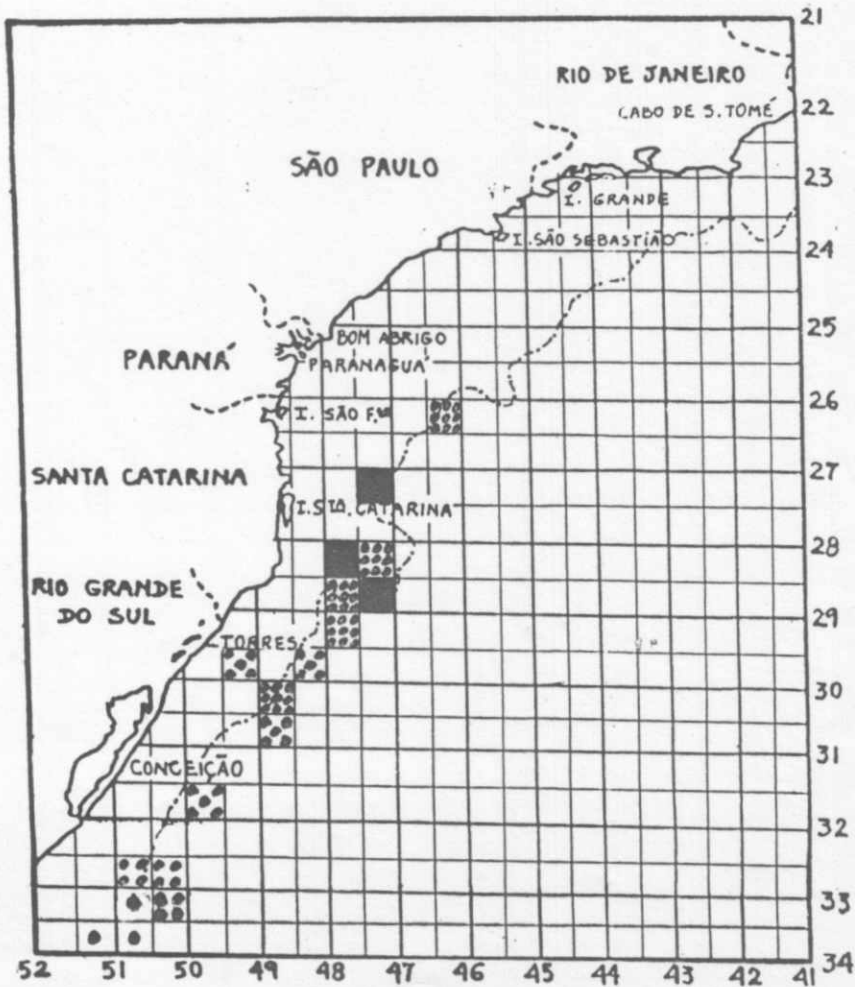 21
RIO DE JANEIRO
CABO DE S. TOMÉ
22
SÃO PAULO
23
I. GRANDE
I. SÃO SEBASTIÃO
24
25
BOM ABRIGO
PARANÁ
PARANAGUÁ
26
I. SÃO F.
27
SANTA CATARINA
I. STA. CATARINA
28
RIO GRANDE
DO SUL
29
TORRES
30
31
CONCEIÇÃO
32
33
34
52 51 50 49 48 47 46 45 44 43 42 41